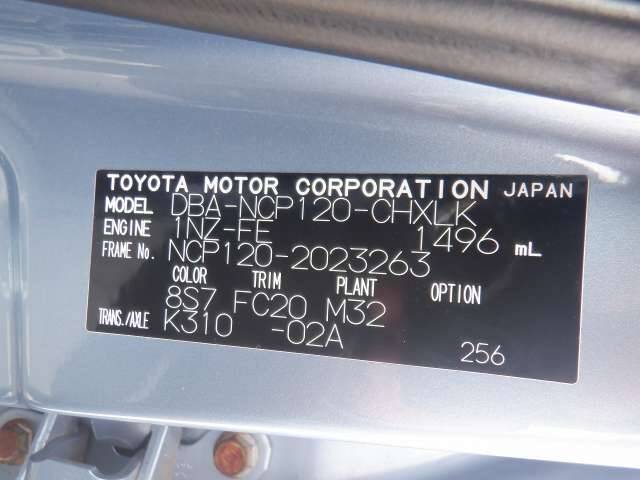 TOYOTA MOTOR CORPORATION JAPAN
MODEL DBA-NCP120-CHXLK
ENGINE 1NZ-FE 1496 mL
FRAME No. NCP120-2023263
COLOR TRIM PLANT OPTION
8S7 FC20 M32
TRANS./AXLE K310 -02A
256